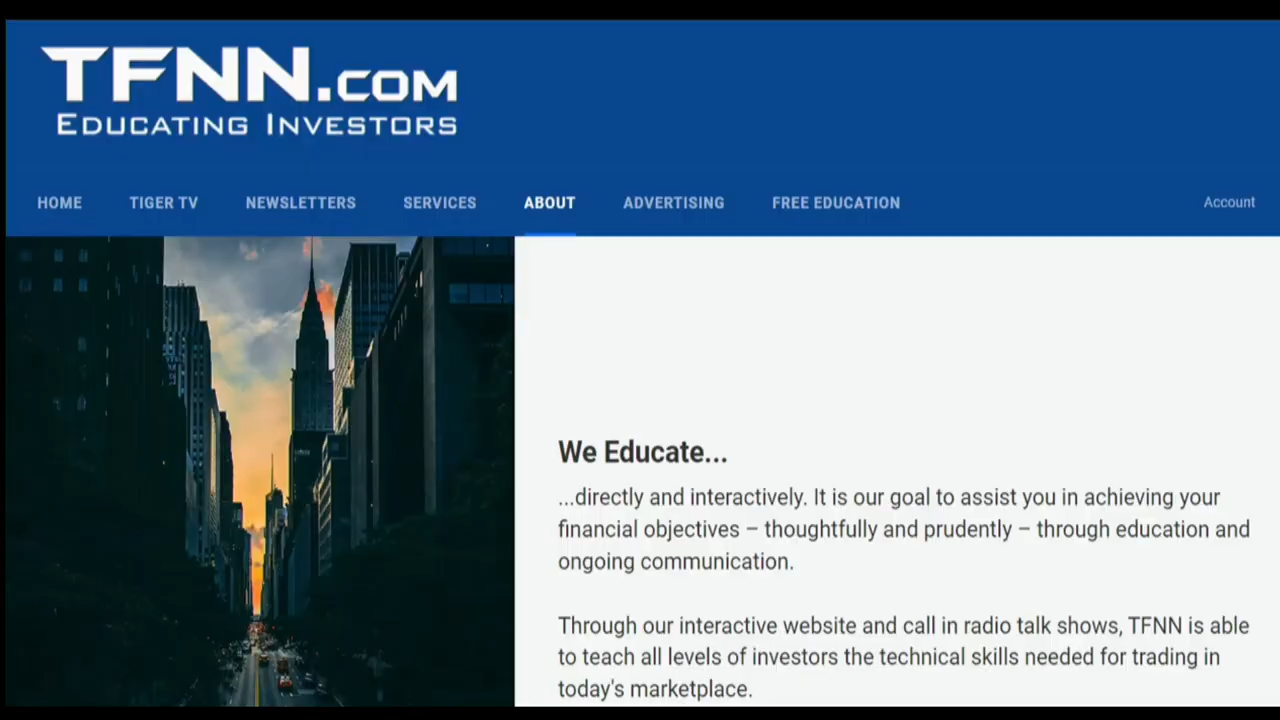 TFNN.COM
EDUCATING INVESTORS
HOME TIGER TV NEWSLETTERS SERVICES ABOUT ADVERTISING FREE EDUCATION Account
We Educate...
...directly and interactively. It is our goal to assist you in achieving your
financial objectives – thoughtfully and prudently – through education and
ongoing communication.
Through our interactive website and call in radio talk shows, TFNN is able
to teach all levels of investors the technical skills needed for trading in
today's marketplace.